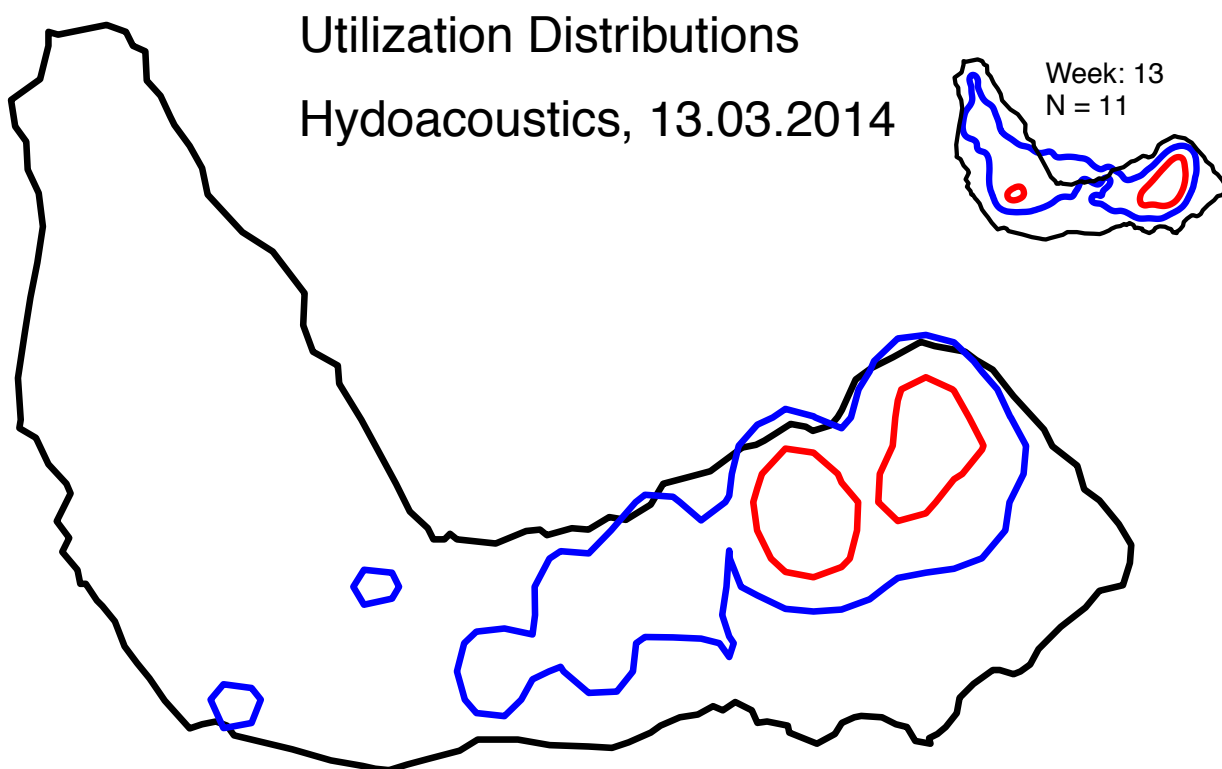 Utilization Distributions
Hydoacoustics, 13.03.2014
Week: 13
N = 11